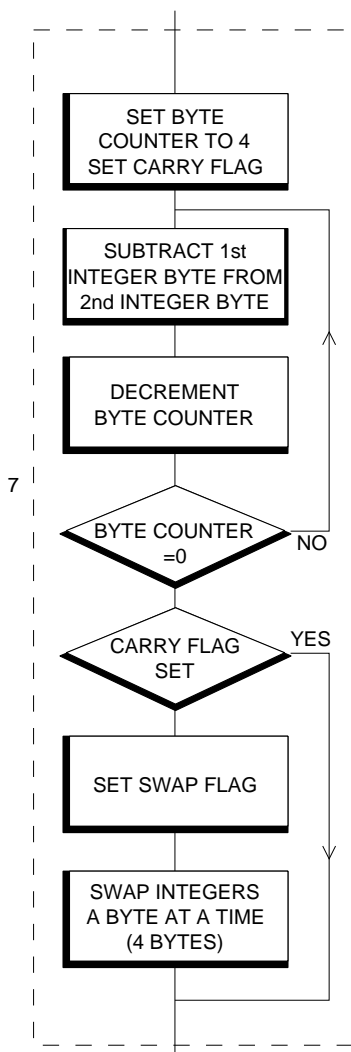 SET BYTE
COUNTER TO 4
SET CARRY FLAG
SUBTRACT 1st
INTEGER BYTE FROM
2nd INTEGER BYTE
DECREMENT
BYTE COUNTER
7
BYTE COUNTER
=0
NO
CARRY FLAG
SET
YES
SET SWAP FLAG
SWAP INTEGERS
A BYTE AT A TIME
(4 BYTES)